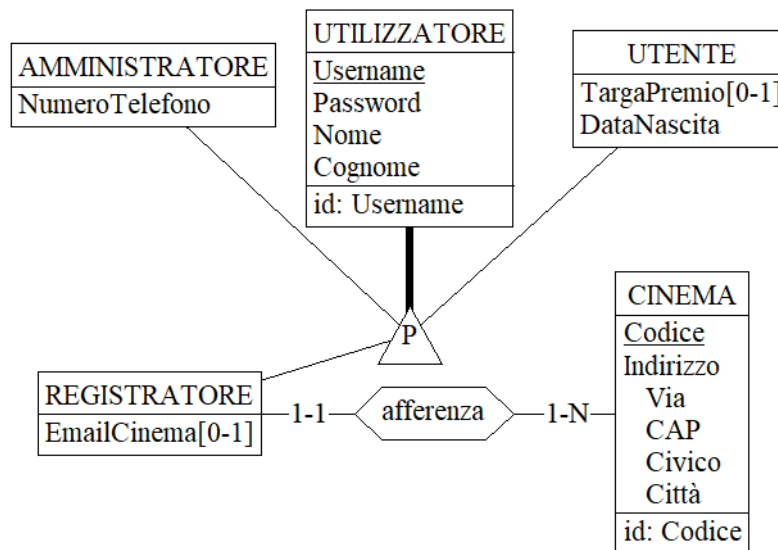 AMMINISTRATORE
NumeroTelefono
UTILIZZATORE
Username
Password
Nome
Cognome
id: Username
UTENTE
TargaPremio[0-1]
DataNascita
P
REGISTRATORE
EmailCinema[0-1]
1-1
afferenza
1-N
CINEMA
Codice
Indirizzo
Via
CAP
Civico
Città
id: Codice